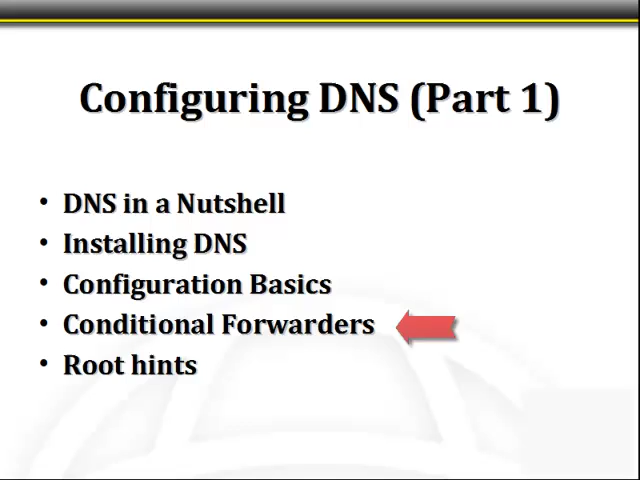 Configuring DNS (Part 1)
• DNS in a Nutshell
• Installing DNS
• Configuration Basics
• Conditional Forwarders
• Root hints